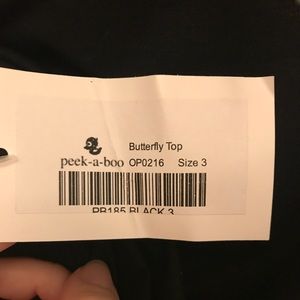 Butterfly Top
peek-a-boo OP0216 Size 3
PB185 BLACK 3